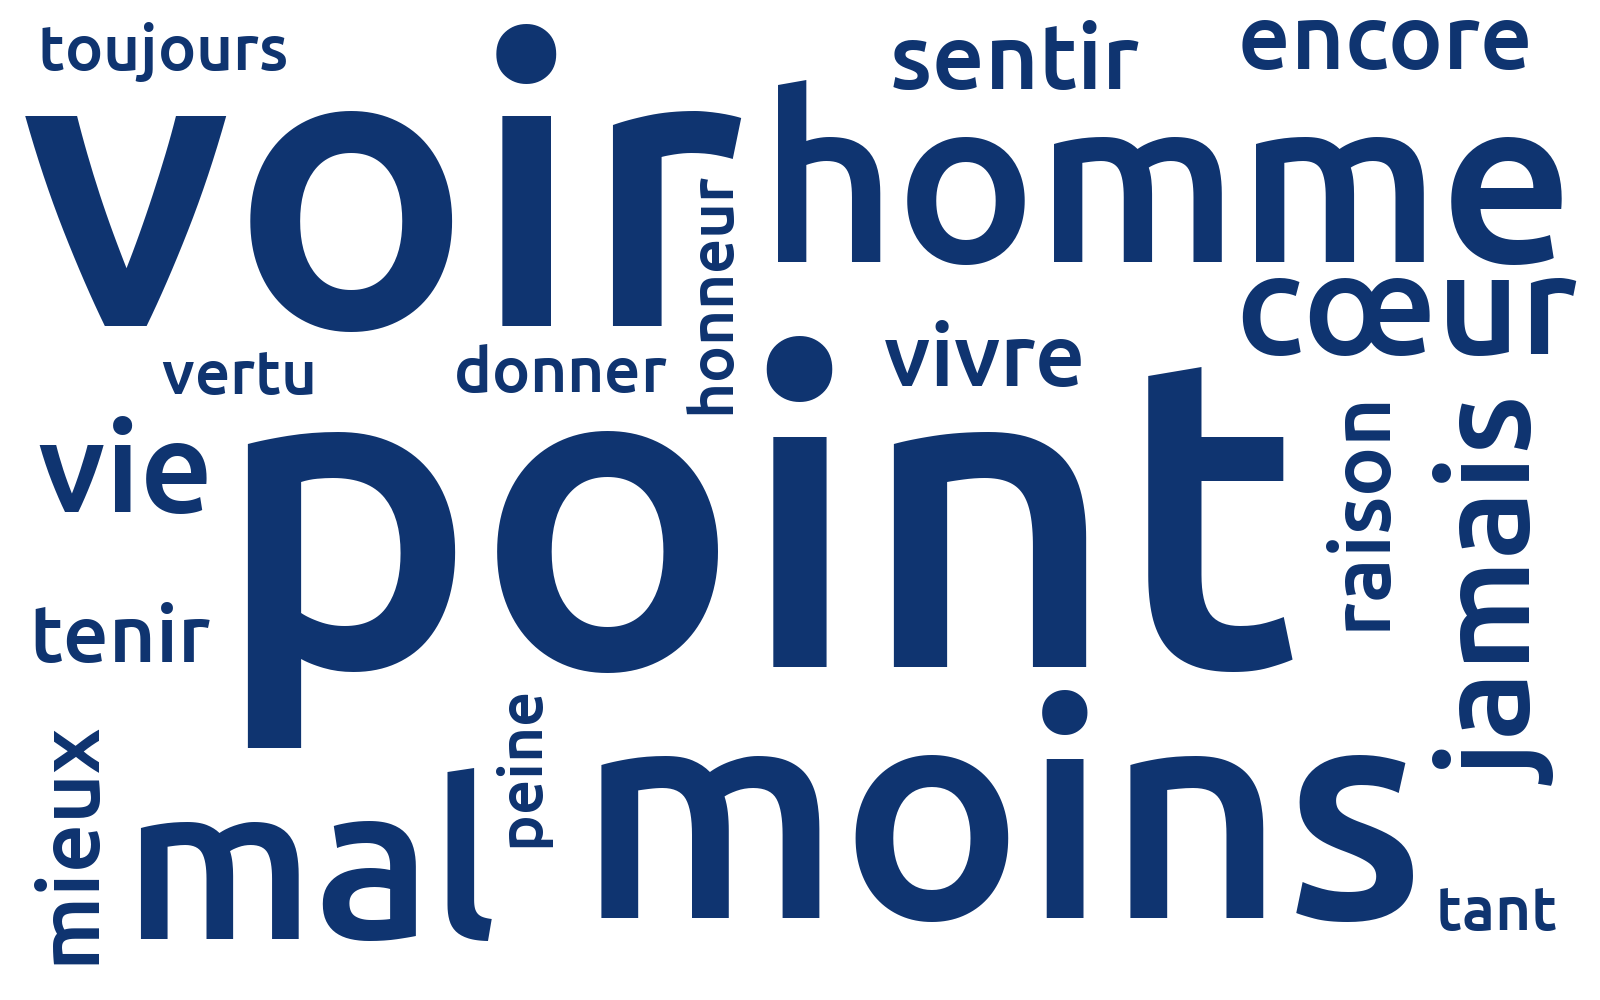 toujours
sentir
encore
voir
homme
honneur
cœur
vertu
donner
vivre
vie
point
raison
jamais
tenir
mieux
mal
peine
moins
tant